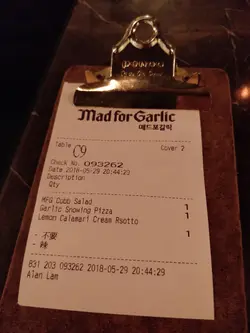 Mad for Garlic
매드포갈릭
Table C9 Cover 2
Check No. 093262
Date 2018-05-29 20:44:29
Description
Qty
MFG Cobb Salad 1
Garlic Snowing Pizza 1
Lemon Calamari Cream Rsotto 1
- 不要
- 辣
831 203 093262 2018-05-29 20:44:29
Alan Lam